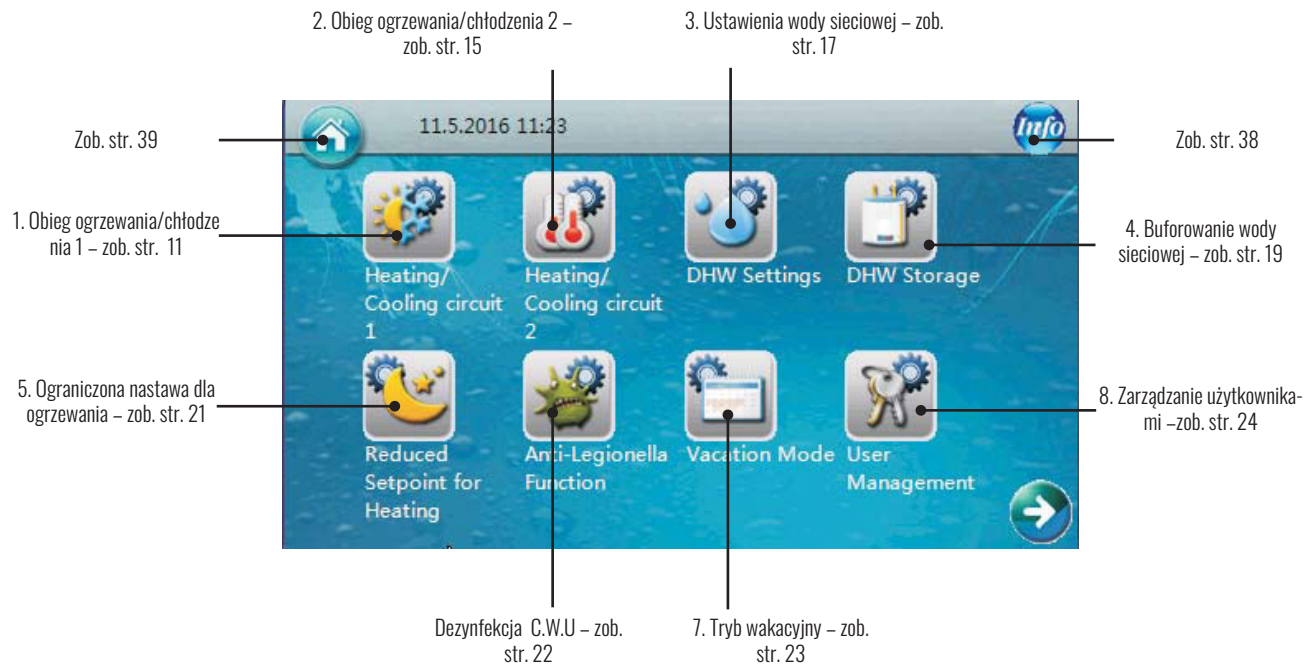 2. Obieg ogrzewania/chłodzenia 2 –
zob. str. 15
3. Ustawienia wody sieciowej – zob.
str. 17
Zob. str. 39
11.5.2016 11:23
Info
Zob. str. 38
1. Obieg ogrzewania/chłodze
nia 1 – zob. str. 11
4. Buforowanie wody
sieciowej – zob. str. 19
Heating/
Cooling circuit
1
Heating/
Cooling circuit
2
DHW Settings
DHW Storage
5. Ograniczona nastawa dla
ogrzewania – zob. str. 21
8. Zarządzanie użytkownika-
mi –zob. str. 24
Reduced
Setpoint for
Heating
Anti-Legionella
Function
Vacation Mode
User
Management
Dezynfekcja C.W.U – zob.
str. 22
7. Tryb wakacyjny – zob.
str. 23